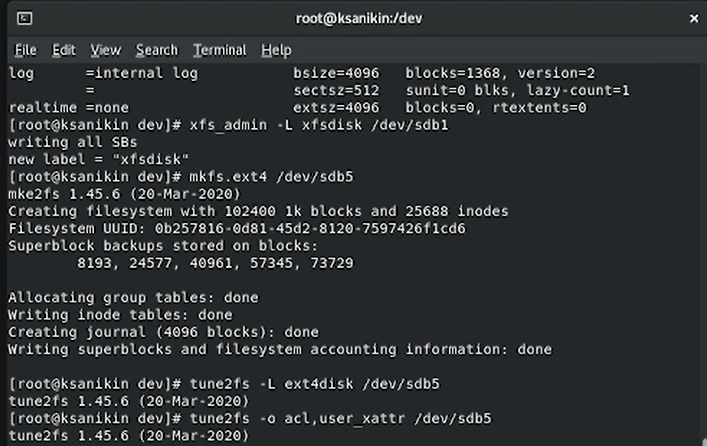 root@ksanikin:/dev
File Edit View Search Terminal Help
log      =internal log           bsize=4096   blocks=1368, version=2
         =                       sectsz=512   sunit=0 blks, lazy-count=1
realtime =none                   extsz=4096   blocks=0, rtextents=0
[root@ksanikin dev]# xfs_admin -L xfsdisk /dev/sdb1
writing all SBs
new label = "xfsdisk"
[root@ksanikin dev]# mkfs.ext4 /dev/sdb5
mke2fs 1.45.6 (20-Mar-2020)
Creating filesystem with 102400 1k blocks and 25688 inodes
Filesystem UUID: 0b257816-0d81-45d2-8120-7597426f1cd6
Superblock backups stored on blocks:
        8193, 24577, 40961, 57345, 73729
Allocating group tables: done
Writing inode tables: done
Creating journal (4096 blocks): done
Writing superblocks and filesystem accounting information: done
[root@ksanikin dev]# tune2fs -L ext4disk /dev/sdb5
tune2fs 1.45.6 (20-Mar-2020)
[root@ksanikin dev]# tune2fs -o acl,user_xattr /dev/sdb5
tune2fs 1.45.6 (20-Mar-2020)